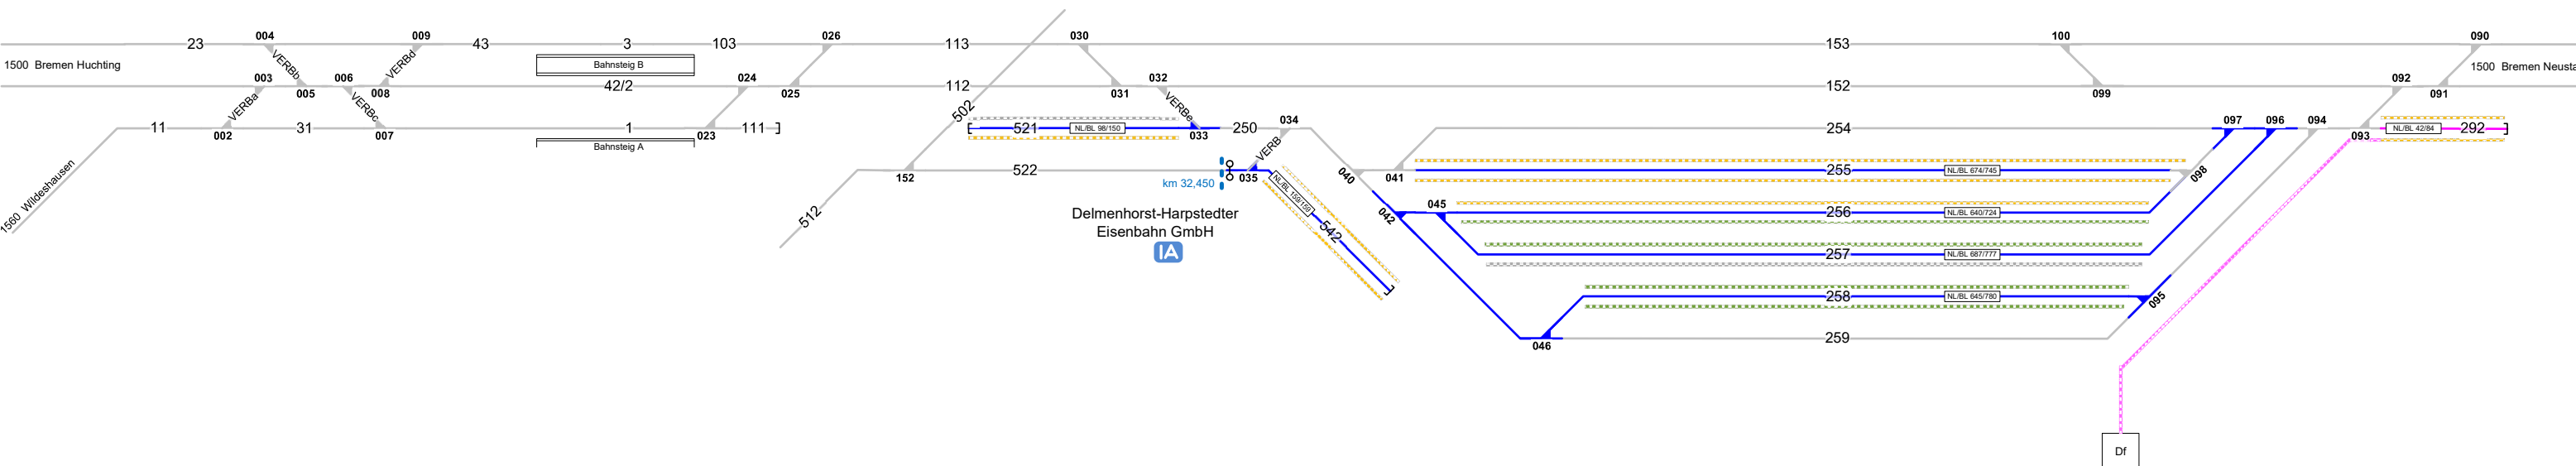 004
009
026
030
100
090
23
43
3
103
113
153
1500 Bremen Huchting
VERBb
VERBd
Bahnsteig B
1500 Bremen Neusta
003
006
024
032
092
42/2
112
152
005
008
025
031
099
091
VERBa
VERBc
VERBe
502
034
097
096
094
11
31
1
111
521
NL/BL 98/150
250
254
NL/BL 42/84
292
002
007
023
033
093
Bahnsteig A
VERB
1560 Wildeshausen
522
152
035
040
041
255
NL/BL 674/745
098
km 32,450
NL/BL 159/159
512
Delmenhorst-Harpstedter
Eisenbahn GmbH
IA
542
042
045
256
NL/BL 640/724
257
NL/BL 687/777
258
NL/BL 645/780
095
046
259
Df